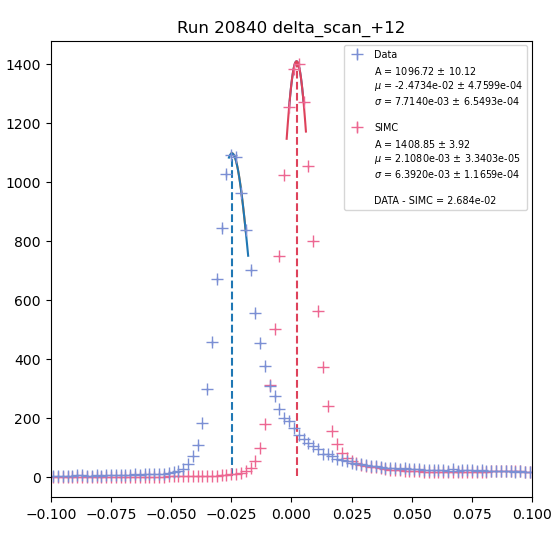 Run 20840 delta_scan_+12
Data
A = 1096.72 ± 10.12
μ = -2.4734e-02 ± 4.7599e-04
σ = 7.7140e-03 ± 6.5493e-04
SIMC
A = 1408.85 ± 3.92
μ = 2.1080e-03 ± 3.3403e-05
σ = 6.3920e-03 ± 1.1659e-04
DATA - SIMC = 2.684e-02
1400
1200
1000
800
600
400
200
0
−0.100 −0.075 −0.050 −0.025 0.000 0.025 0.050 0.075 0.100